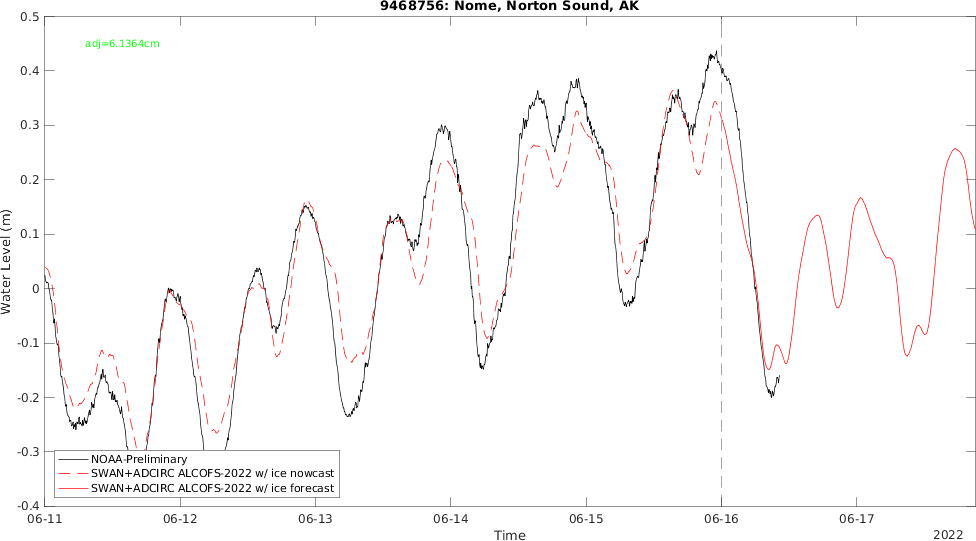 9468756: Nome, Norton Sound, AK
adj=6.1364cm
0.5
0.4
0.3
0.2
0.1
0
-0.1
-0.2
-0.3
-0.4
Water Level (m)
NOAA-Preliminary
SWAN+ADCIRC ALCOFS-2022 w/ ice nowcast
SWAN+ADCIRC ALCOFS-2022 w/ ice forecast
06-11 06-12 06-13 06-14 06-15 06-16 06-17
Time
2022